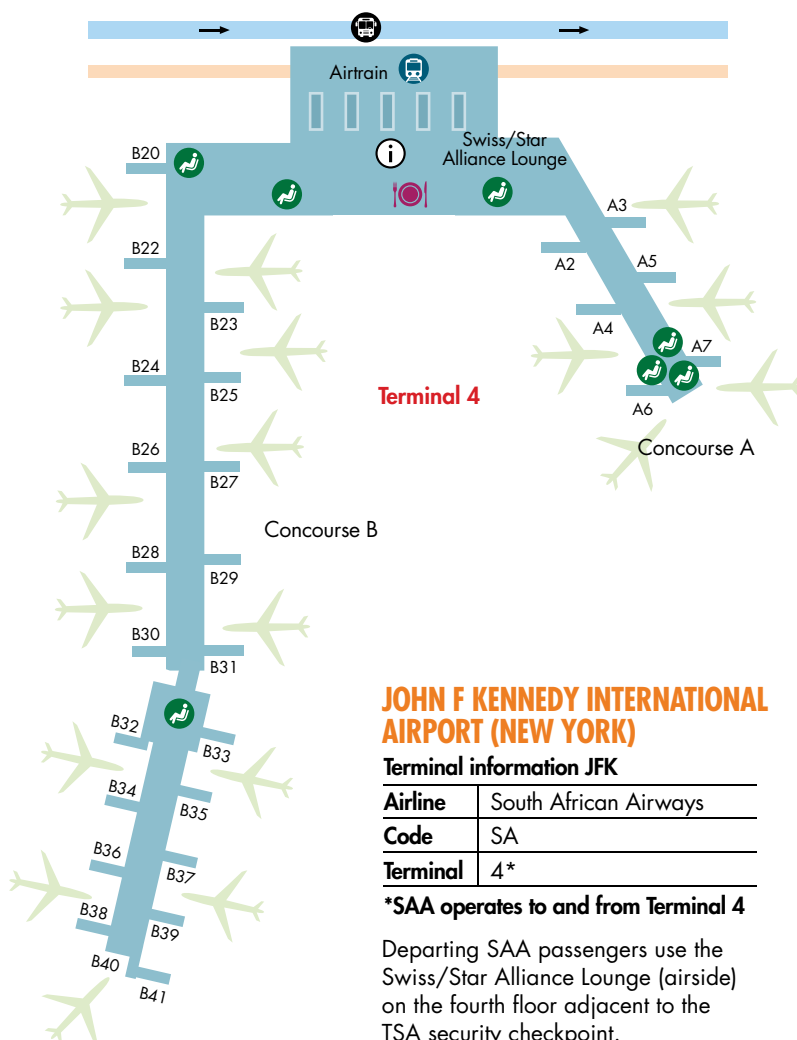 Airtrain
i
Swiss/Star
Alliance Lounge
B20
A3
B22
A2
A5
B23
A4
A7
B24
B25
Terminal 4
A6
Concourse A
B26
B27
Concourse B
B28
B29
B30
B31
B32
B33
B34
B35
B36
B37
B38
B39
B40
B41
JOHN F KENNEDY INTERNATIONAL
AIRPORT (NEW YORK)
Terminal information JFK
Airline South African Airways
Code SA
Terminal 4*
*SAA operates to and from Terminal 4
Departing SAA passengers use the
Swiss/Star Alliance Lounge (airside)
on the fourth floor adjacent to the
TSA security checkpoint.